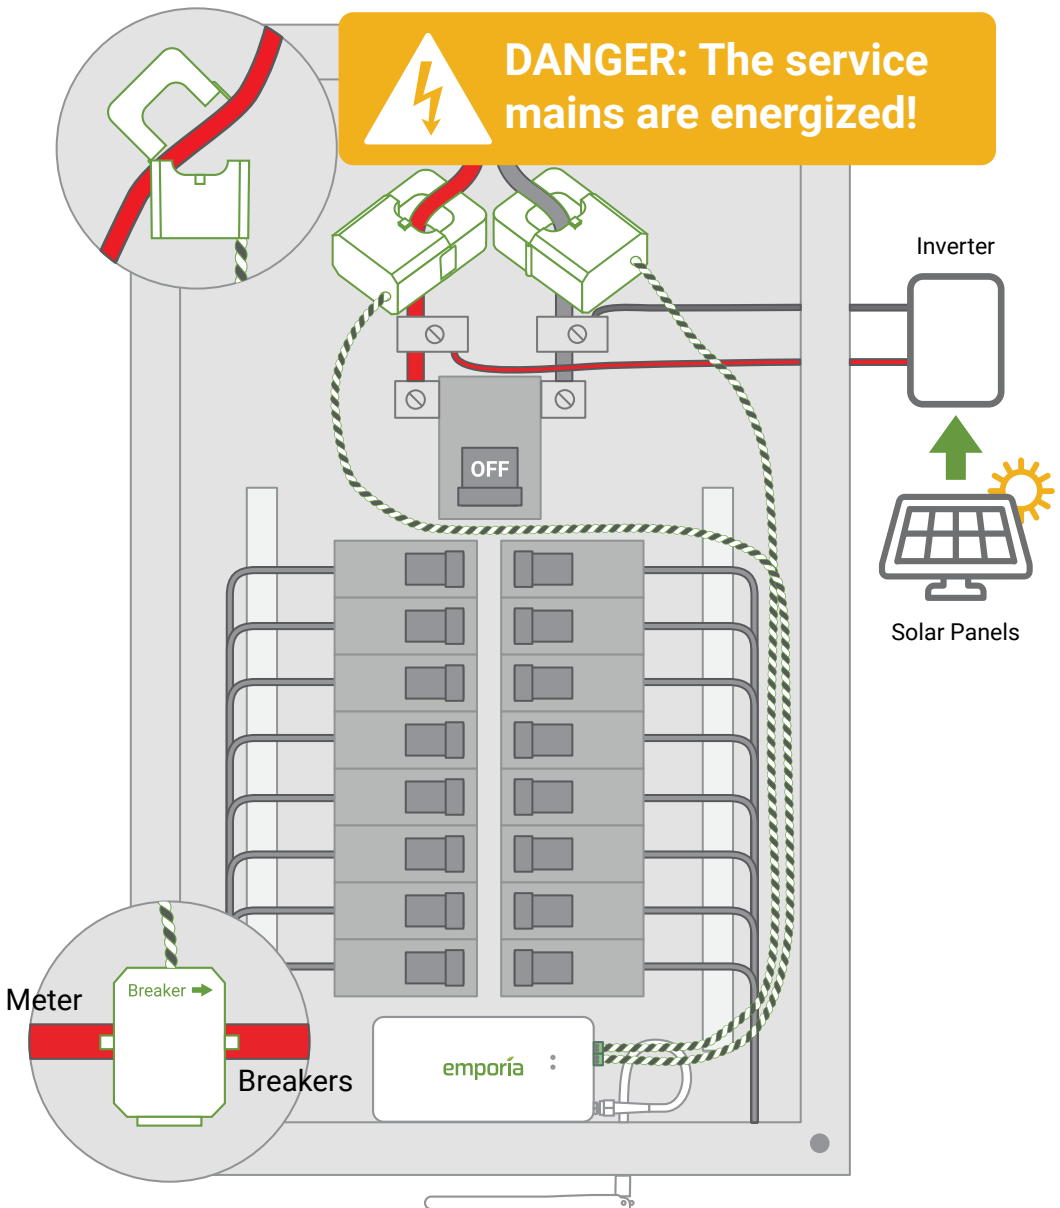 DANGER: The service
mains are energized!
Inverter
OFF
Solar Panels
Breaker
Meter
Breakers
emporia